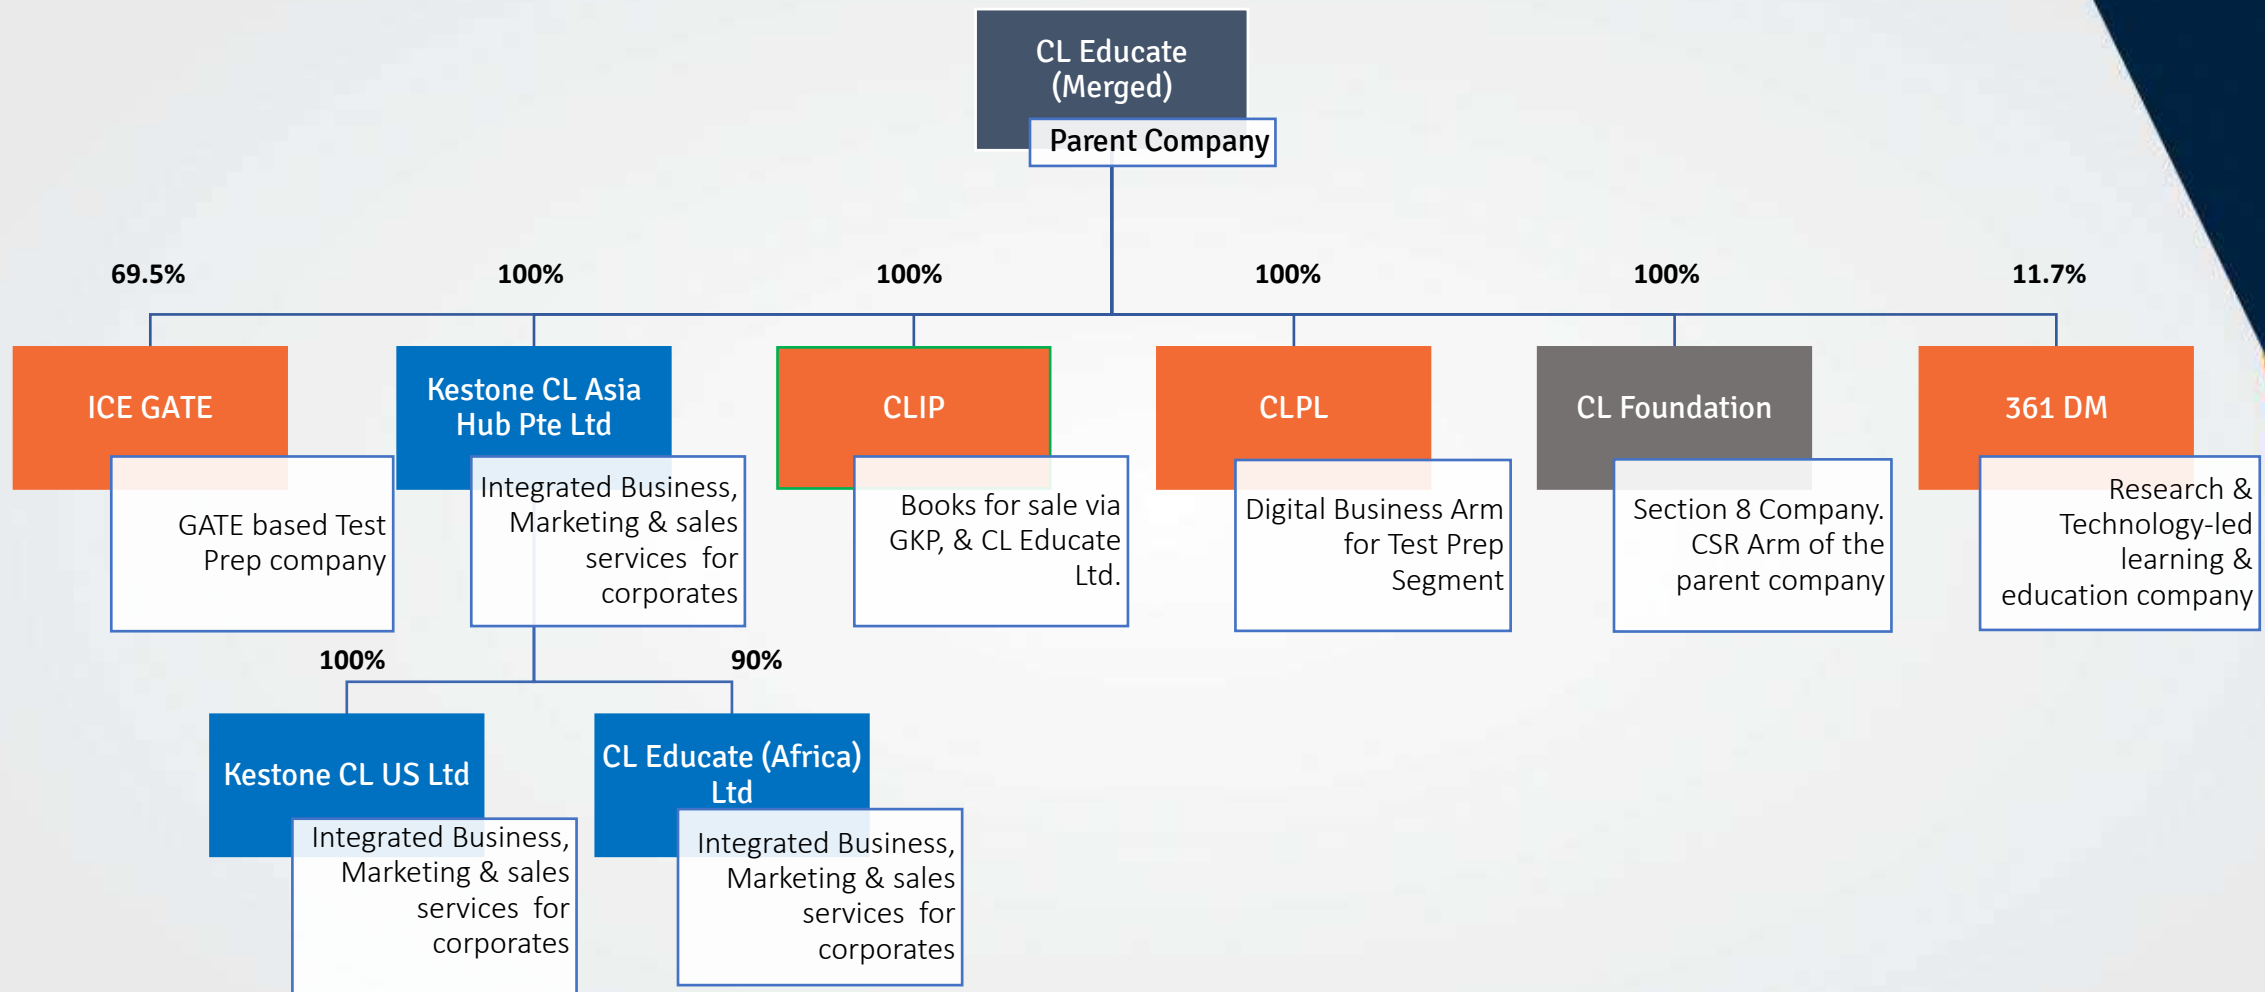 CL Educate
(Merged)
Parent Company
69.5%
100%
100%
100%
100%
11.7%
ICE GATE
GATE based Test
Prep company
Kestone CL Asia
Hub Pte Ltd
Integrated Business,
Marketing & sales
services for
corporates
CLIP
Books for sale via
GKP, & CL Educate
Ltd.
CLPL
Digital Business Arm
for Test Prep
Segment
CL Foundation
Section 8 Company.
CSR Arm of the
parent company
361 DM
Research &
Technology-led
learning &
education company
100%
90%
Kestone CL US Ltd
Integrated Business,
Marketing & sales
services for
corporates
CL Educate (Africa)
Ltd
Integrated Business,
Marketing & sales
services for
corporates